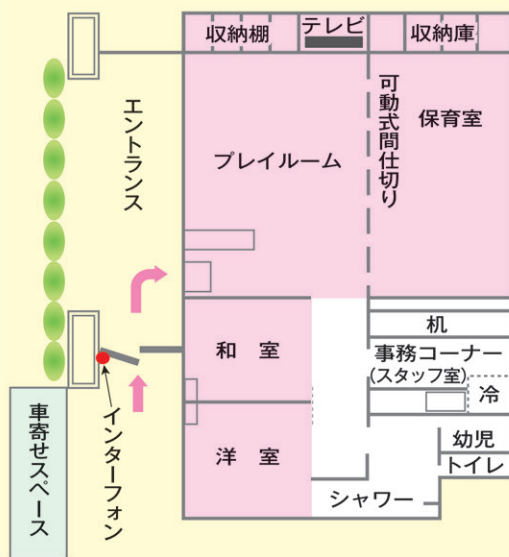 収納棚
テレビ
収納庫
エントランス
プレイルーム
可動式間仕切り
保育室
和 室
机
事務コーナー
(スタッフ室)
冷
洋 室
幼児
トイレ
シャワー
インターフォン
車寄せスペース